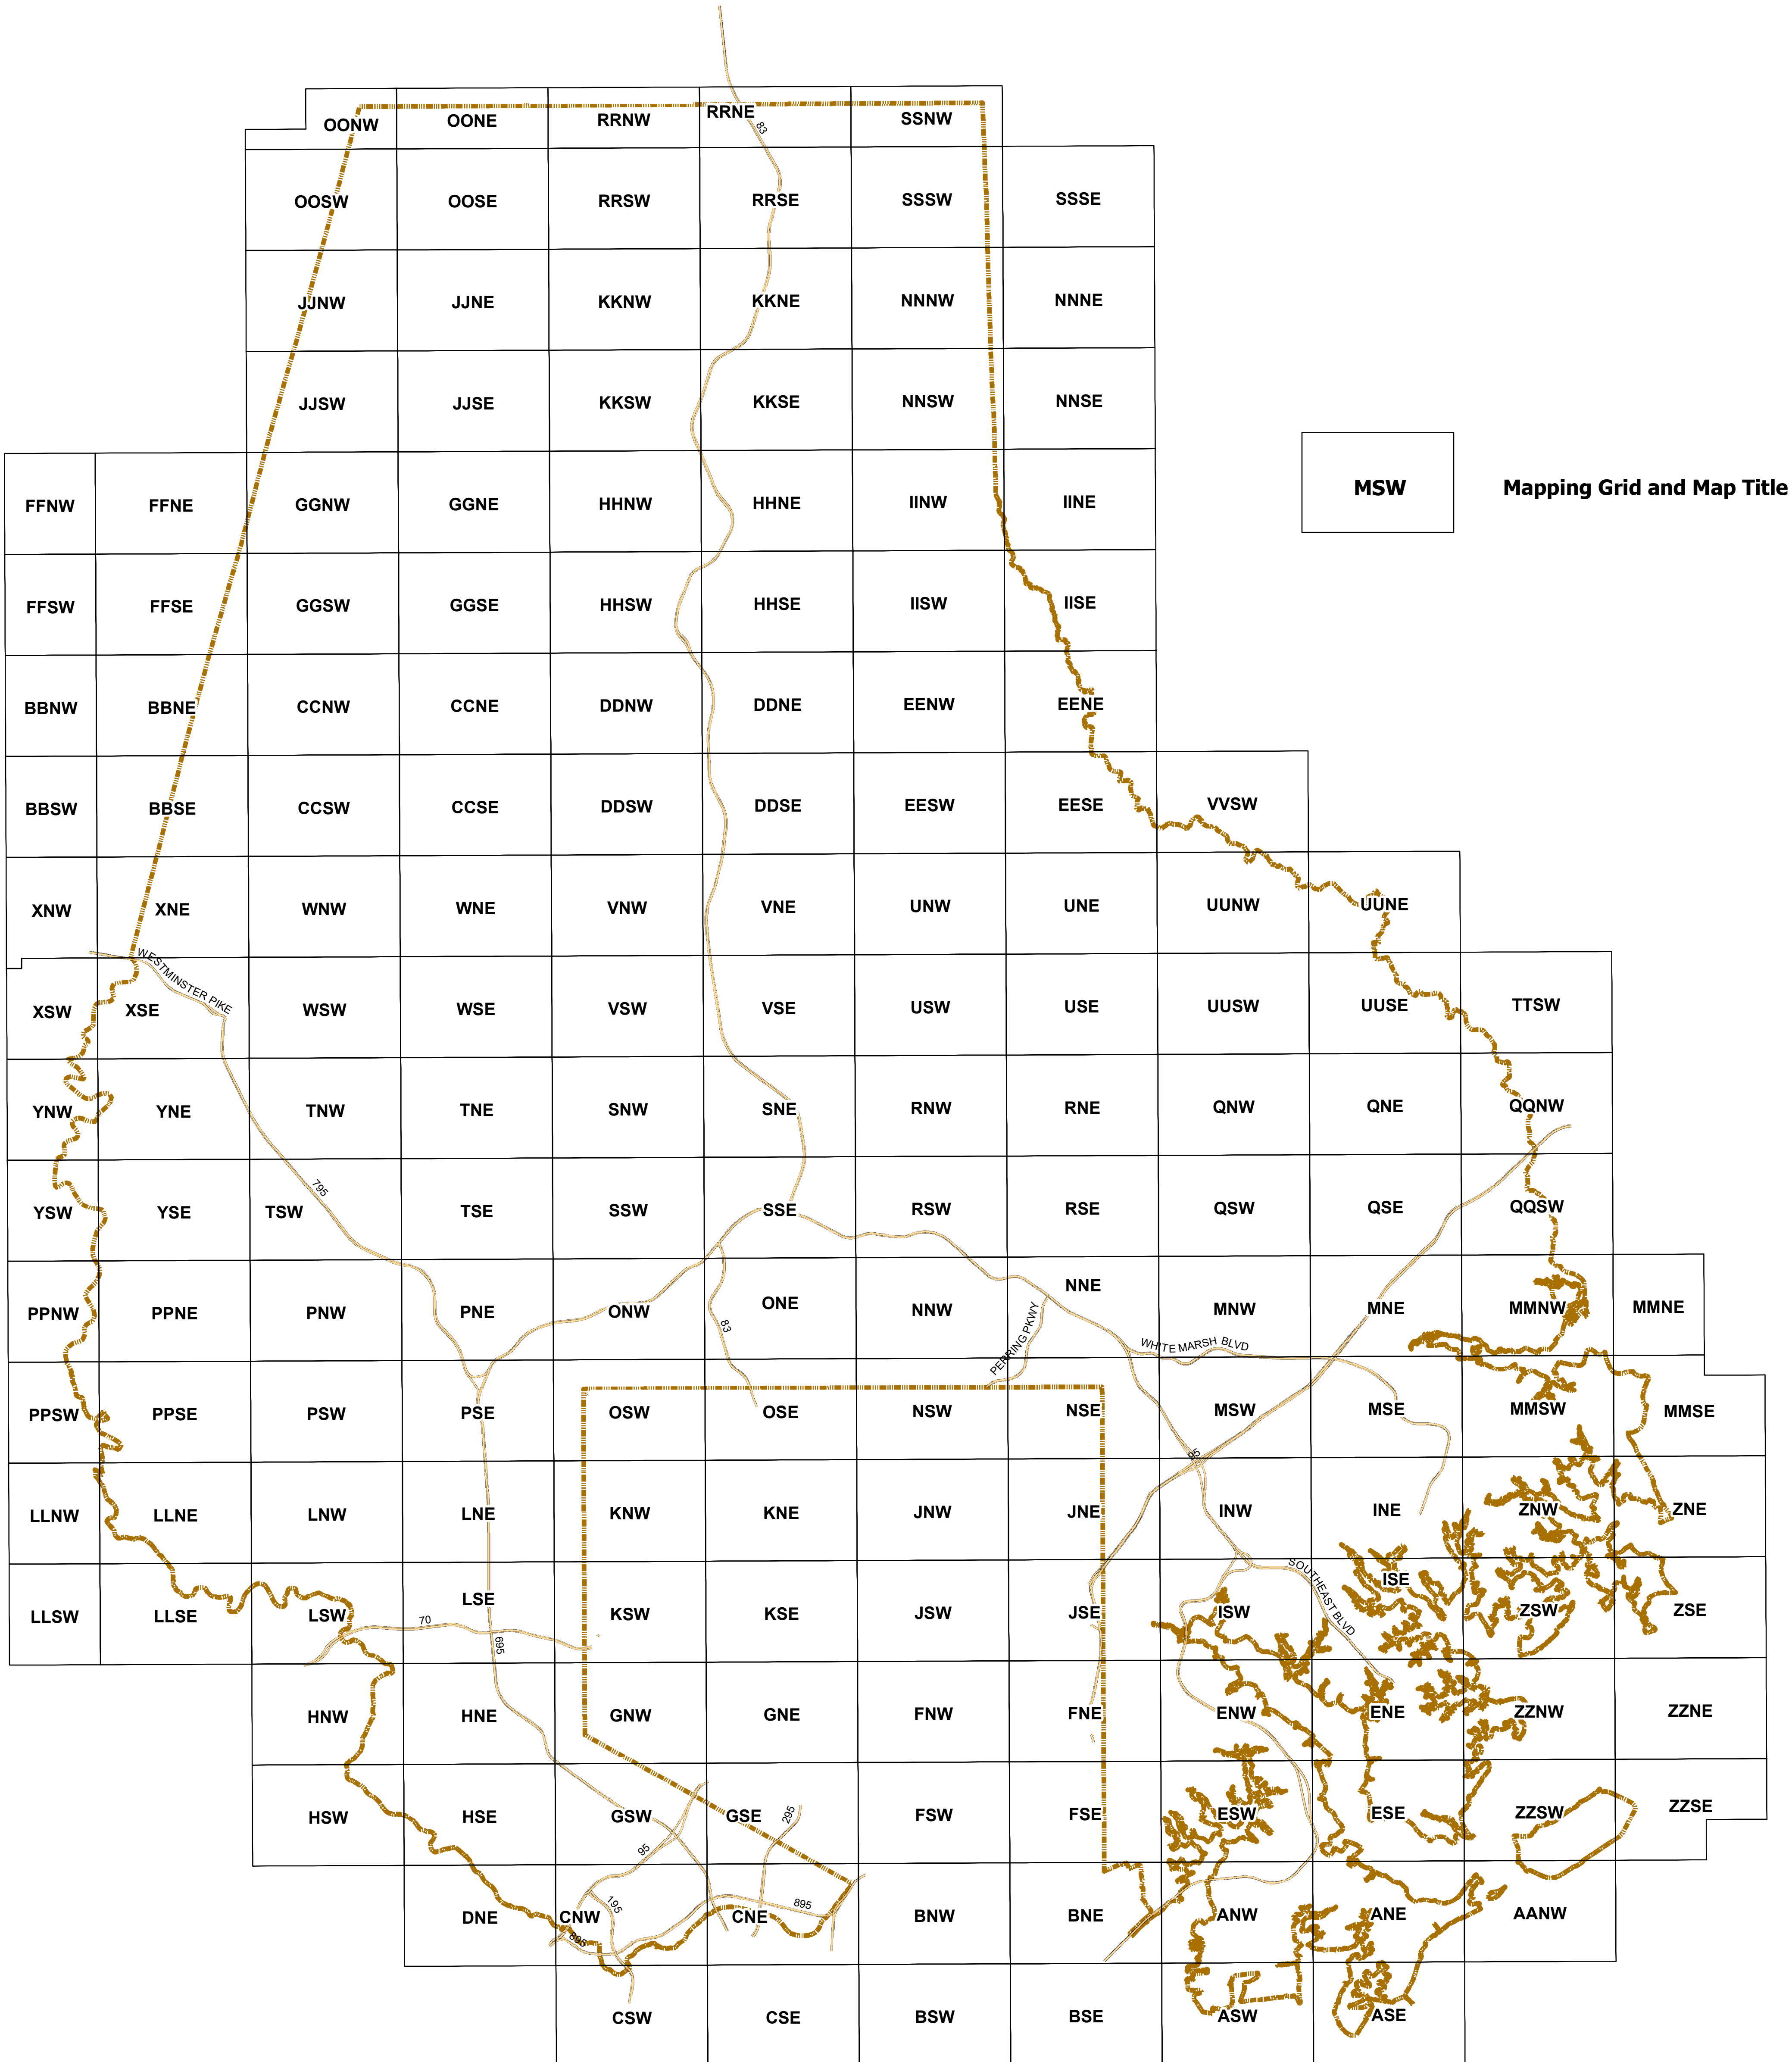 OONW OONE RRNW RRNE SSNW
83
OOSW OOSE RRSW RRSE SSSW SSSE
JJNW JJNE KKNW KKNE NNNW NNNE
JJSW JJSE KKSW KKSE NNSW NNSE
MSW Mapping Grid and Map Title
FFNW FFNE GGNW GGNE HHNW HHNE IINW IINE
FFSW FFSE GGSW GGSE HHSW HHSE IISW IISE
BBNW BBNE CCNW CCNE DDNW DDNE EENW EENE
BBSW BBSE CCSW CCSE DDSW DDSE EESW EESE VVSW
XNW XNE WNW WNE VNW VNE UNW UNE UUNW UUNE
WESTMINSTER PIKE
XSW XSE WSW WSE VSW VSE USW USE UUSW UUSE TTSW
YNW YNE TNW TNE SNW SNE RNW RNE QNW QNE QQNW
795
YSW YSE TSW TSE SSW SSE RSW RSE QSW QSE QQSW
PPNW PPNE PNW PNE ONW ONE NNW NNE MNW MNE MMNW MMNE
83
PERRING PKWY
WHITE MARSH BLVD
PPSW PPSE PSW PSE OSW OSE NSW NSE MSW MSE MMSW MMSE
95
LLNW LLNE LNW LNE KNW KNE JNW JNE INW INE ZNW ZNE
SOUTHEAST BLVD
LLSW LLSE LSW LSE KSW KSE JSW JSE ISW ISE ZSW ZSE
70
695
HNW HNE GNW GNE FNW FNE ENW ENE ZZNW ZZNE
HSW HSE GSW GSE FSW FSE ESW ESE ZZSW ZZSE
295
95
195
895
DNE CNW CNE BNW BNE ANW ANE AANW
895
CSW CSE BSW BSE ASW ASE